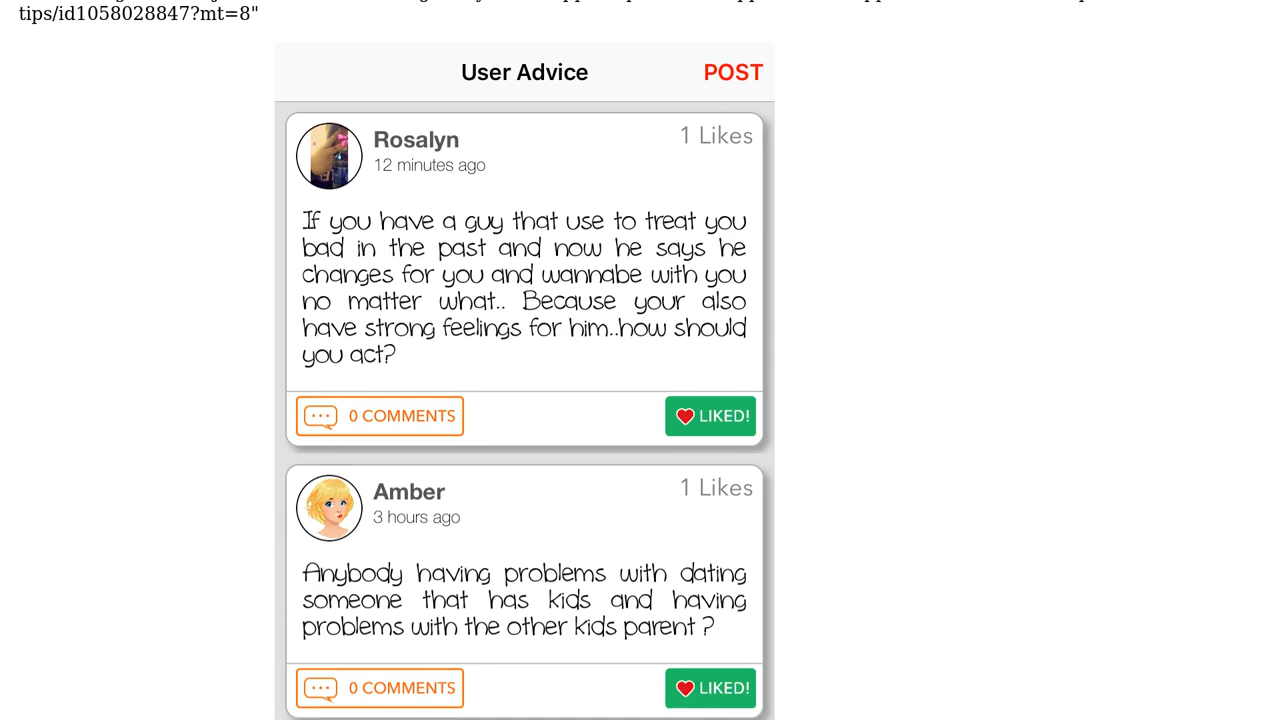 tips/id1058028847?mt=8"
User Advice
POST
Rosalyn
1 Likes
12 minutes ago
If you have a guy that use to treat you
bad in the past and now he says he
changes for you and wannabe with you
no matter what.. Because your also
have strong feelings for him..how should
you act?
0 COMMENTS
LIKED!
Amber
1 Likes
3 hours ago
Anybody having problems with dating
someone that has kids and having
problems with the other kids parent ?
0 COMMENTS
LIKED!